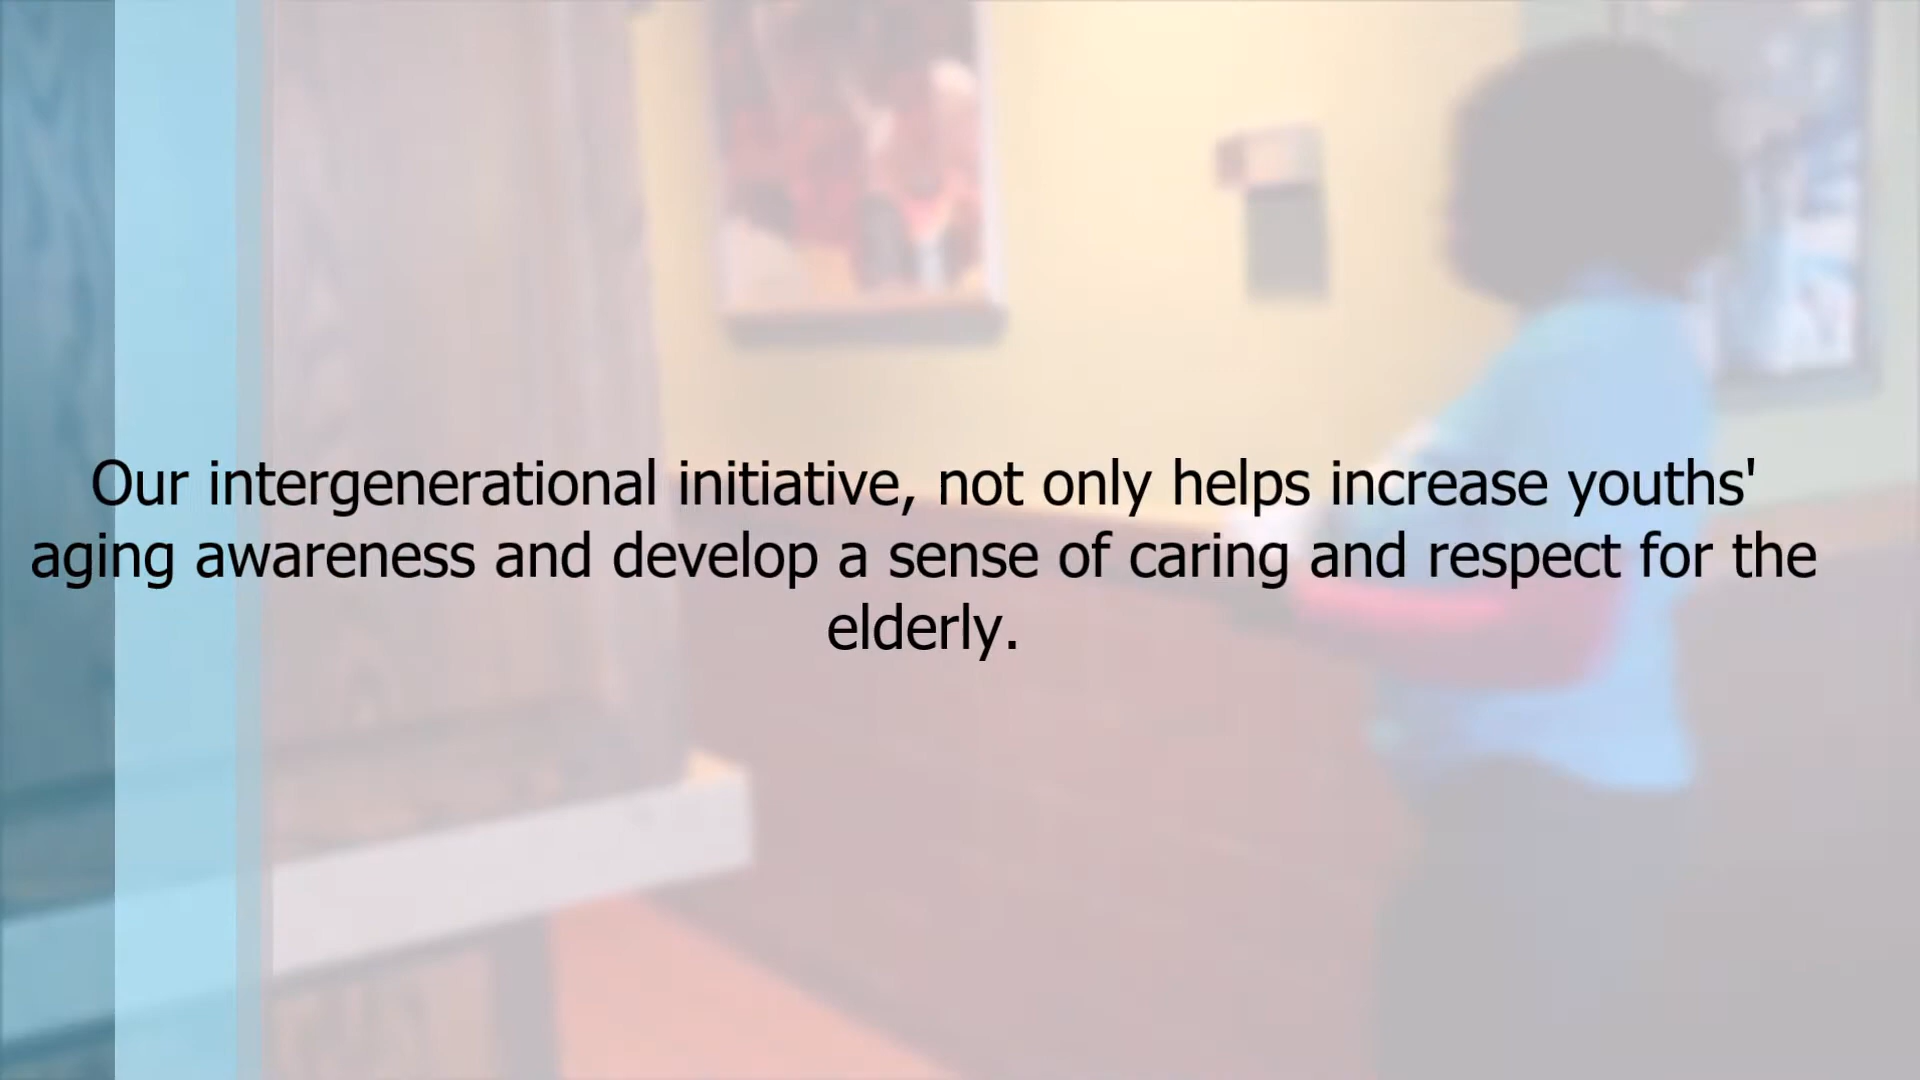 Our intergenerational initiative, not only helps increase youths'
aging awareness and develop a sense of caring and respect for the
elderly.